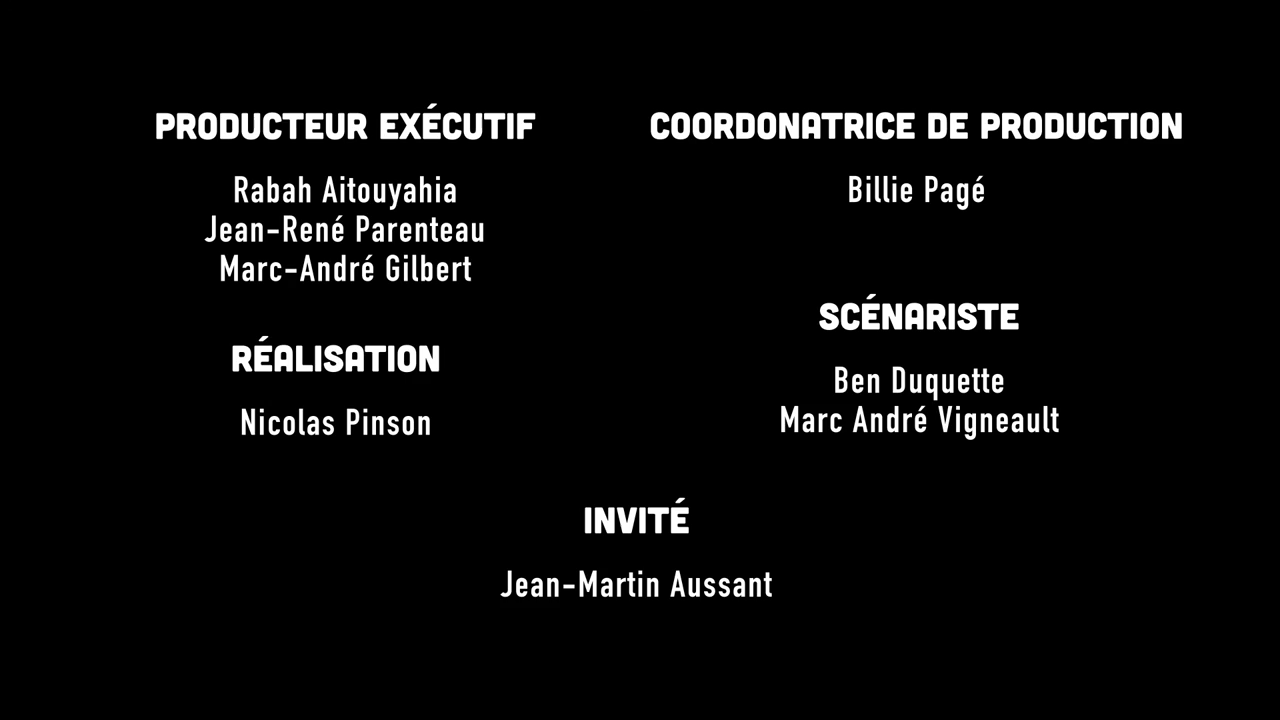 PRODUCTEUR EXÉCUTIF
Rabah Aitouyahia
Jean-René Parenteau
Marc-André Gilbert
RÉALISATION
Nicolas Pinson
COORDONATRICE DE PRODUCTION
Billie Pagé
SCÉNARISTE
Ben Duquette
Marc André Vigneault
INVITÉ
Jean-Martin Aussant